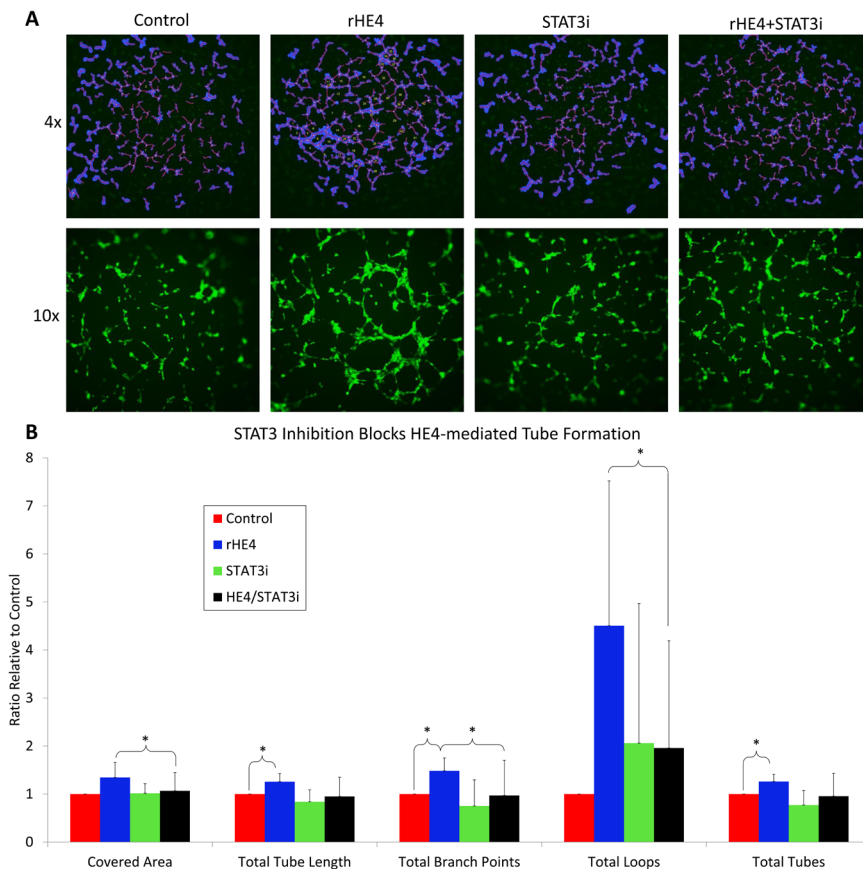 A
Control
rHE4
STAT3i
rHE4+STAT3i
4x
10x
B
STAT3 Inhibition Blocks HE4-mediated Tube Formation
Ratio Relative to Control
8
7
6
5
4
3
2
1
0
Control
rHE4
STAT3i
HE4/STAT3i
*
*
*
*
*
*
Covered Area
Total Tube Length
Total Branch Points
Total Loops
Total Tubes